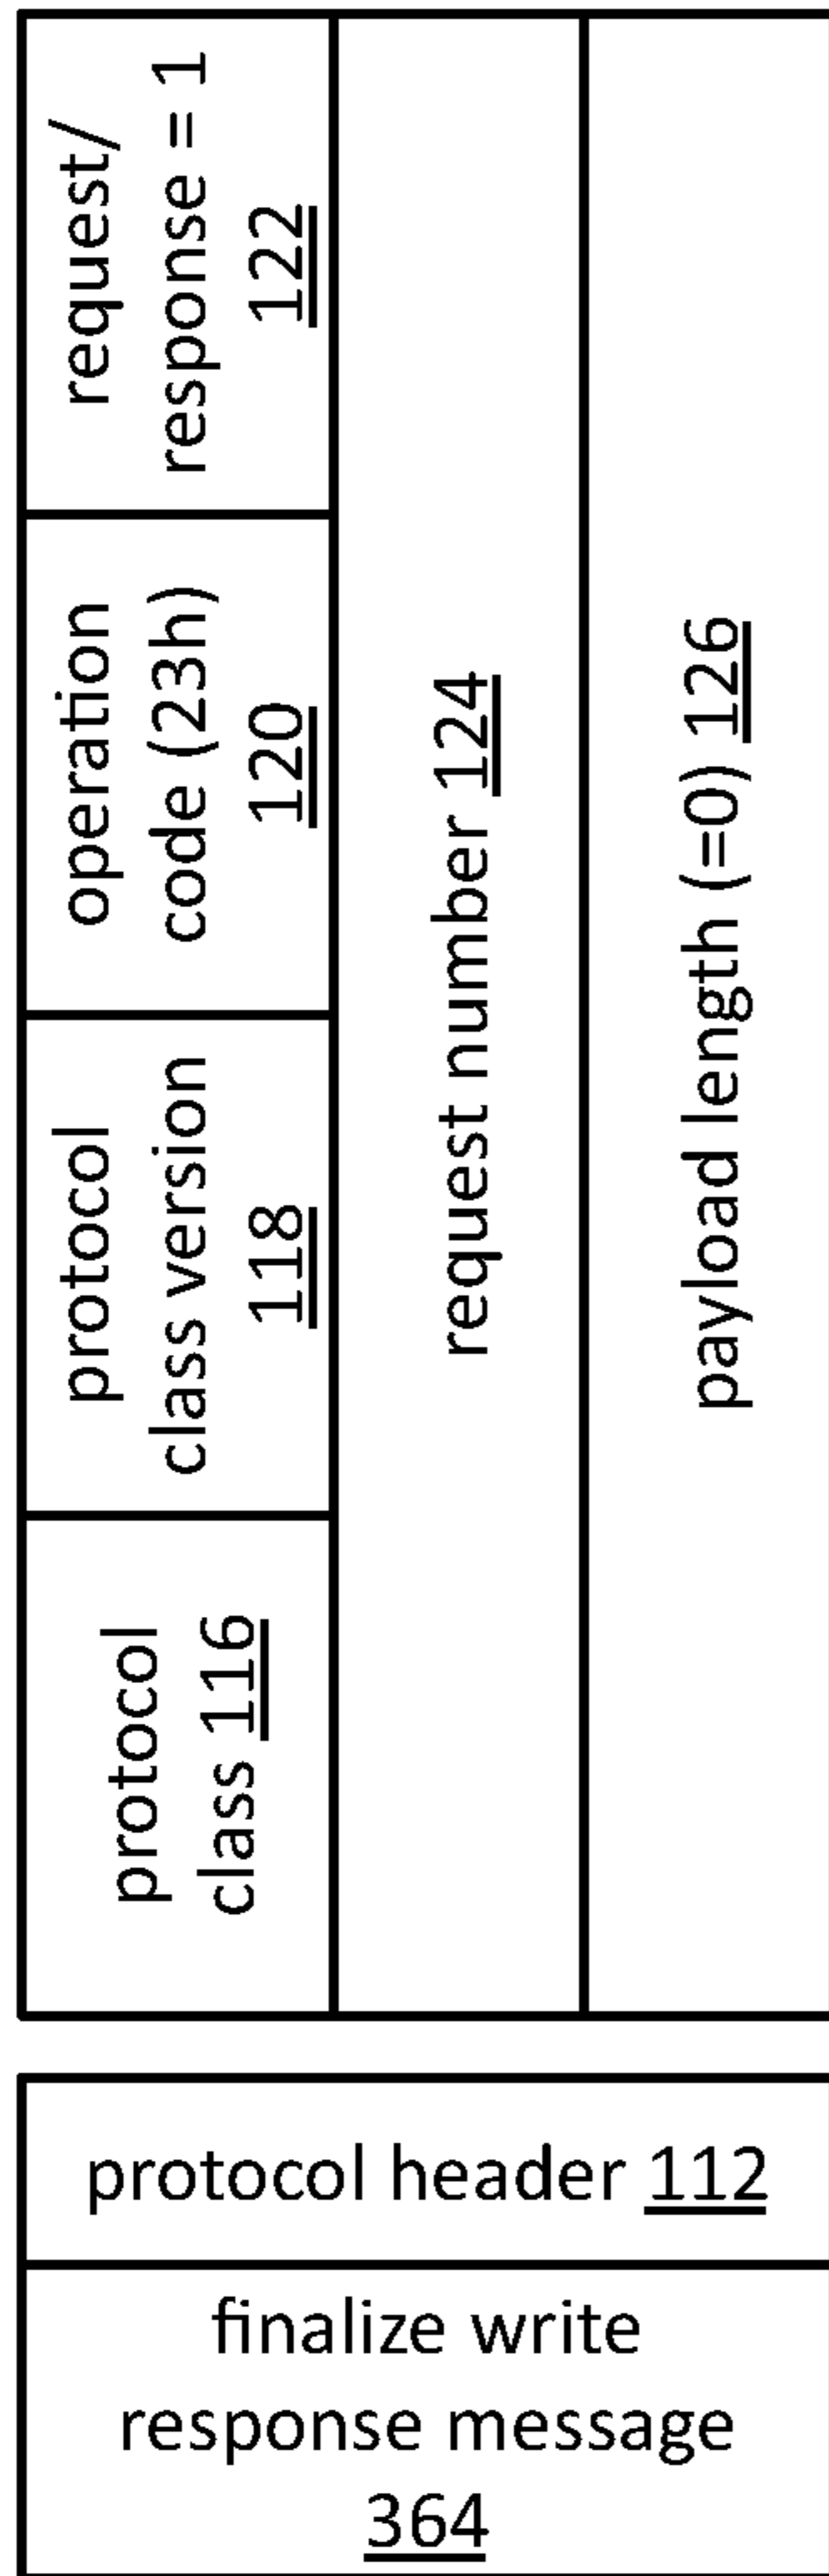 protocol
class 116
protocol
class version
118
operation
code (23h)
120
request/
response = 1
122
request number 124
payload length (=0) 126
protocol header 112
finalize write
response message
364